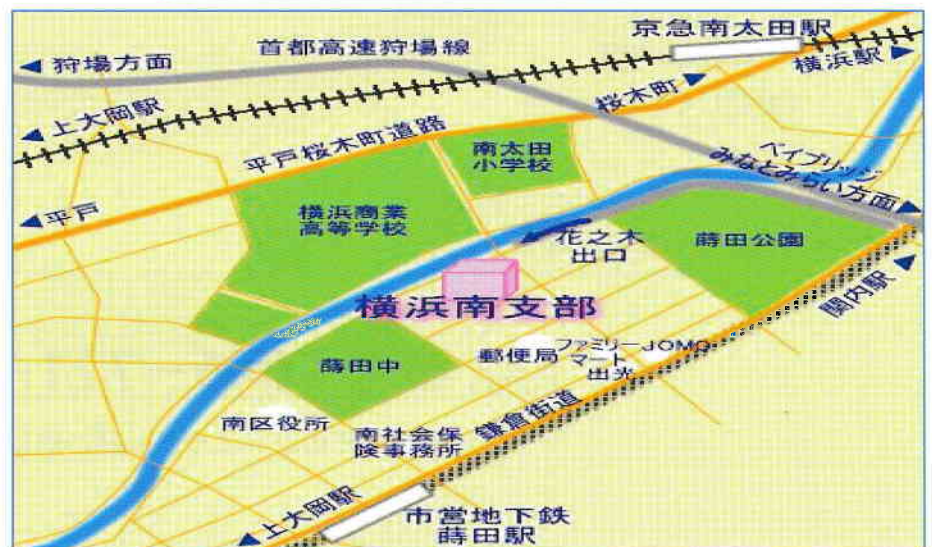 京急南太田駅
首都高速狩場線
狩場方面
横浜駅
上大岡駅
桜木町
平戸桜木町道路
南太田
小学校
ベイブリッジ
みなとみらい方面
平戸
横浜商業
高等学校
花之木
出口
蒔田公園
関内駅
横浜南支部
蒔田中
郵便局
ファミリー
マート
JOMO
出光
南区役所
南社会保
険事務所
鎌倉街道
上大岡駅
市営地下鉄
蒔田駅